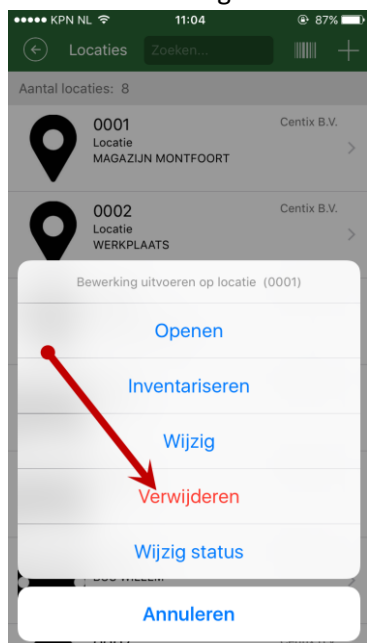 KPN NL 11:04 87%
Locaties Zoeken...
Aantal locaties: 8
0001 Centix B.V.
Locatie
MAGAZIJN MONTFOORT
0002 Centix B.V.
Locatie
WERKPLAATS
Bewerking uitvoeren op locatie (0001)
Openen
Inventariseren
Wijzig
Verwijderen
Wijzig status
Annuleren